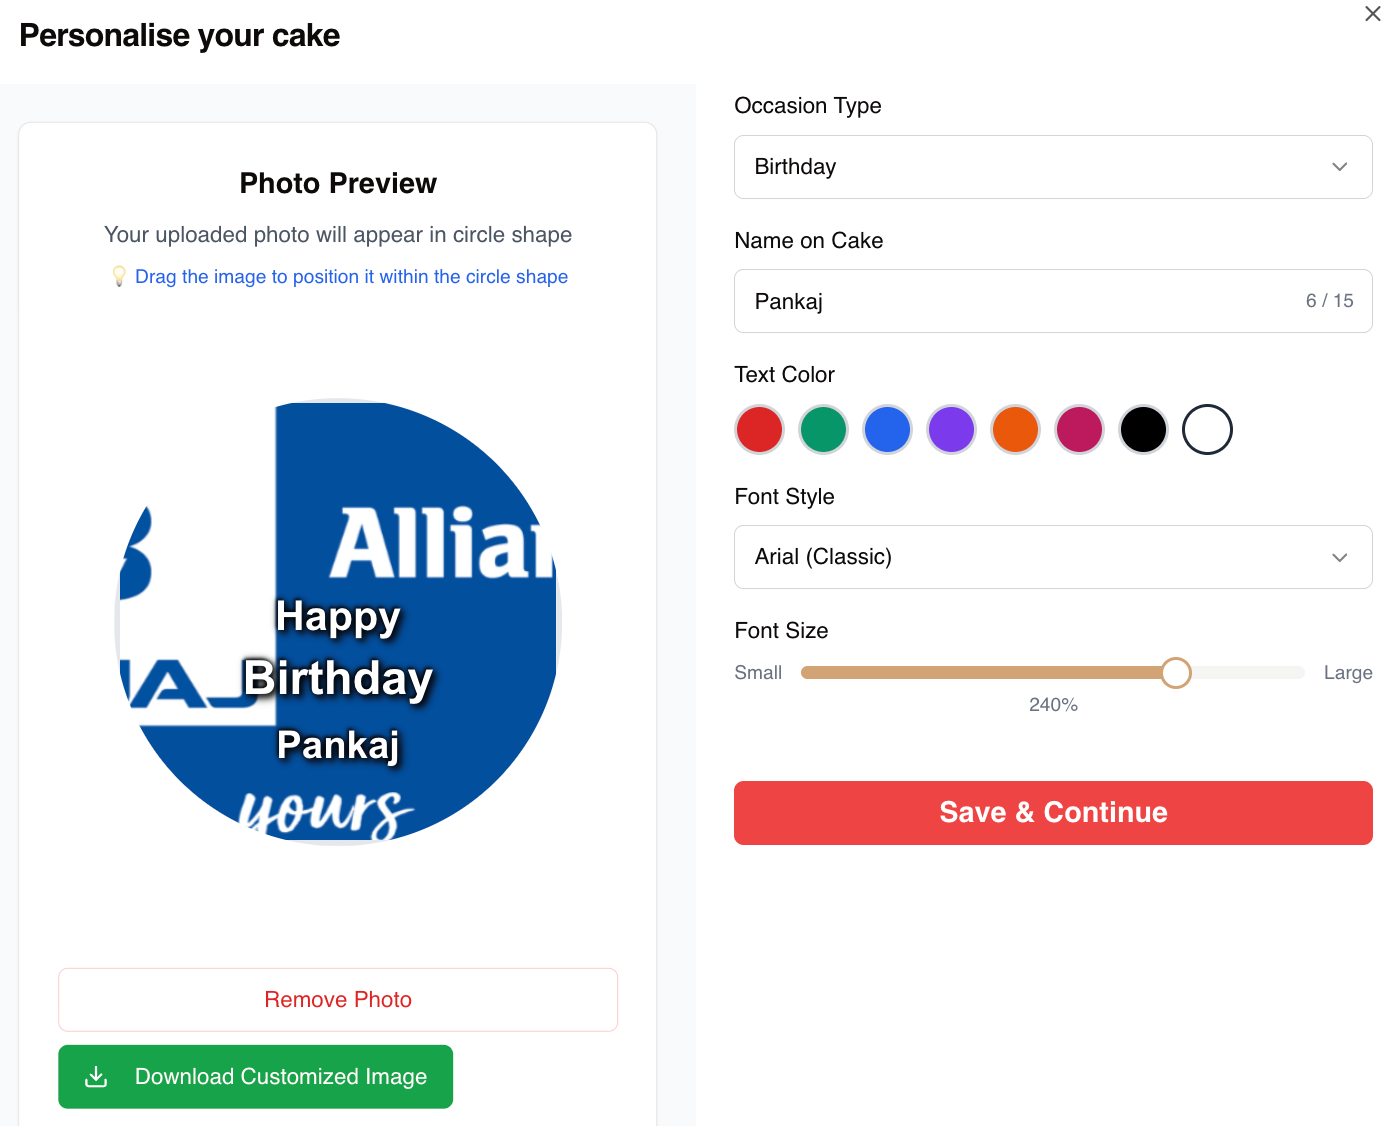 Personalise your cake
Photo Preview
Your uploaded photo will appear in circle shape
Drag the image to position it within the circle shape
Allian
Happy
Birthday
Pankaj
yours
Remove Photo
Download Customized Image
Occasion Type
Birthday
Name on Cake
Pankaj
6 / 15
Text Color
Font Style
Arial (Classic)
Font Size
Small
Large
240%
Save & Continue